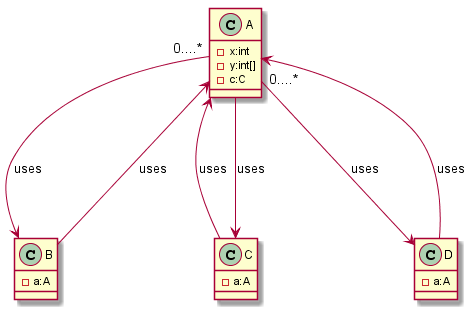 C A
0....*
x:int
y:int[]
c:C
0....*
uses
uses
uses
uses
uses
uses
C B
a:A
C C
a:A
C D
a:A